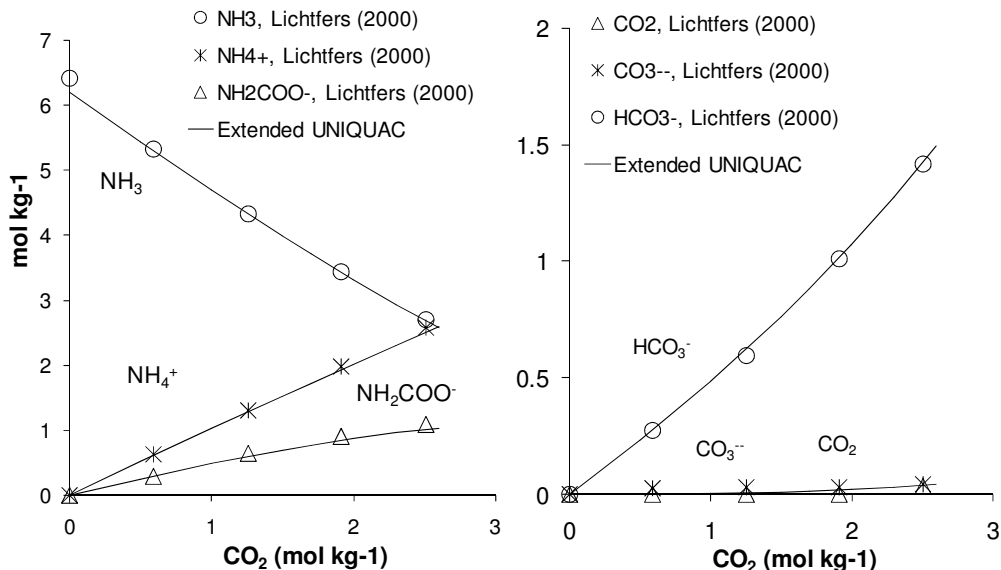 NH3, Lichtfers (2000)
NH4+, Lichtfers (2000)
NH2COO-, Lichtfers (2000)
Extended UNIQUAC
7
6
5
4
3
2
1
0
mol kg-1
NH₃
NH₄⁺
NH₂COO⁻
0
1
2
3
CO₂ (mol kg-1)
CO2, Lichtfers (2000)
CO3--, Lichtfers (2000)
HCO3-, Lichtfers (2000)
Extended UNIQUAC
2
1.5
1
0.5
0
HCO₃⁻
CO₃⁻⁻
CO₂
0
1
2
3
CO₂ (mol kg-1)